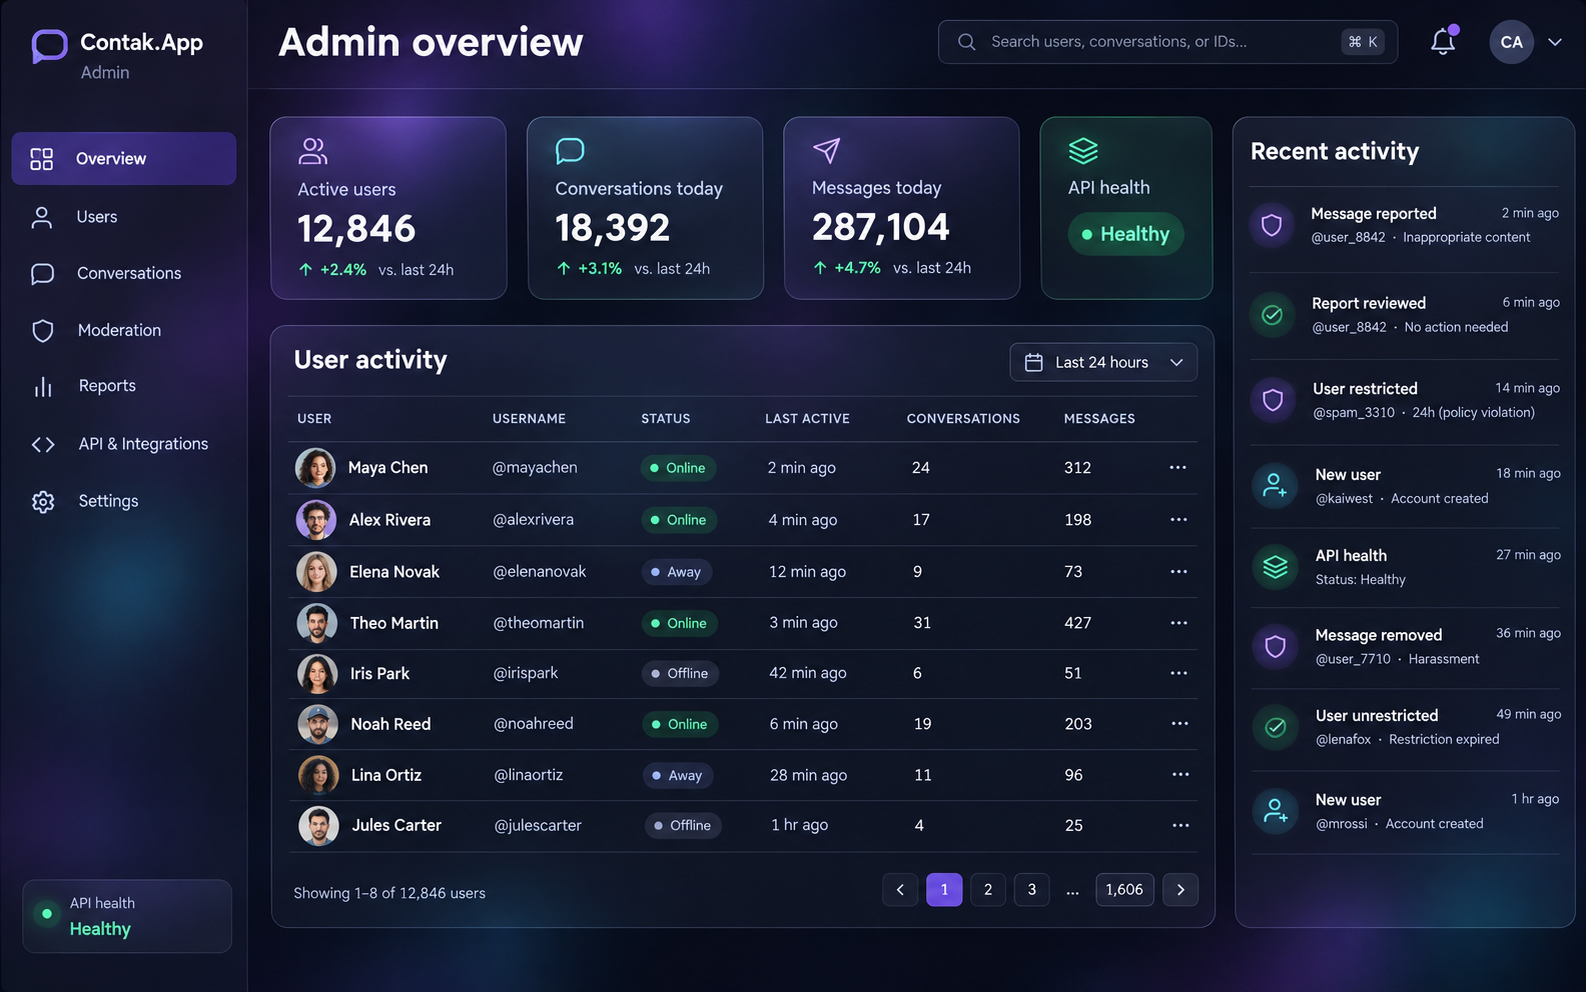 Contak.App
Admin
Overview
Users
Conversations
Moderation
Reports
API & Integrations
Settings
API health
Healthy
Admin overview
Search users, conversations, or IDs...
⌘ K
CA
Active users
12,846
+2.4% vs. last 24h
Conversations today
18,392
+3.1% vs. last 24h
Messages today
287,104
+4.7% vs. last 24h
API health
Healthy
User activity
Last 24 hours
USER USERNAME STATUS LAST ACTIVE CONVERSATIONS MESSAGES
Maya Chen @mayachen Online 2 min ago 24 312
Alex Rivera @alexrivera Online 4 min ago 17 198
Elena Novak @elenanovak Away 12 min ago 9 73
Theo Martin @theomartin Online 3 min ago 31 427
Iris Park @irispark Offline 42 min ago 6 51
Noah Reed @noahreed Online 6 min ago 19 203
Lina Ortiz @linaortiz Away 28 min ago 11 96
Jules Carter @julescarter Offline 1 hr ago 4 25
Showing 1–8 of 12,846 users
1 2 3 ... 1,606
Recent activity
Message reported 2 min ago
@user_8842 · Inappropriate content
Report reviewed 6 min ago
@user_8842 · No action needed
User restricted 14 min ago
@spam_3310 · 24h (policy violation)
New user 18 min ago
@kaiwest · Account created
API health 27 min ago
Status: Healthy
Message removed 36 min ago
@user_7710 · Harassment
User unrestricted 49 min ago
@lenafox · Restriction expired
New user 1 hr ago
@mrossi · Account created